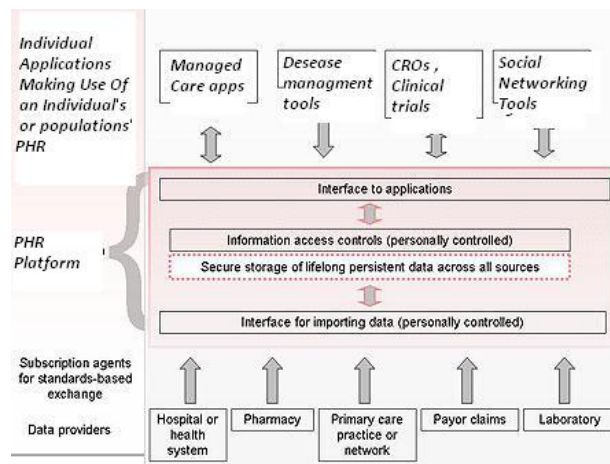 Individual
Applications
Making Use Of
an Individual's
or populations'
PHR
Managed
Care apps
Desease
managment
tools
CROs ,
Clinical
trials
Social
Networking
Tools
Interface to applications
PHR
Platform
Information access controls (personally controlled)
Secure storage of lifelong persistent data across all sources
Interface for importing data (personally controlled)
Subscription agents
for standards-based
exchange
Data providers
Hospital or
health
system
Pharmacy
Primary care
practice or
network
Payor claims
Laboratory